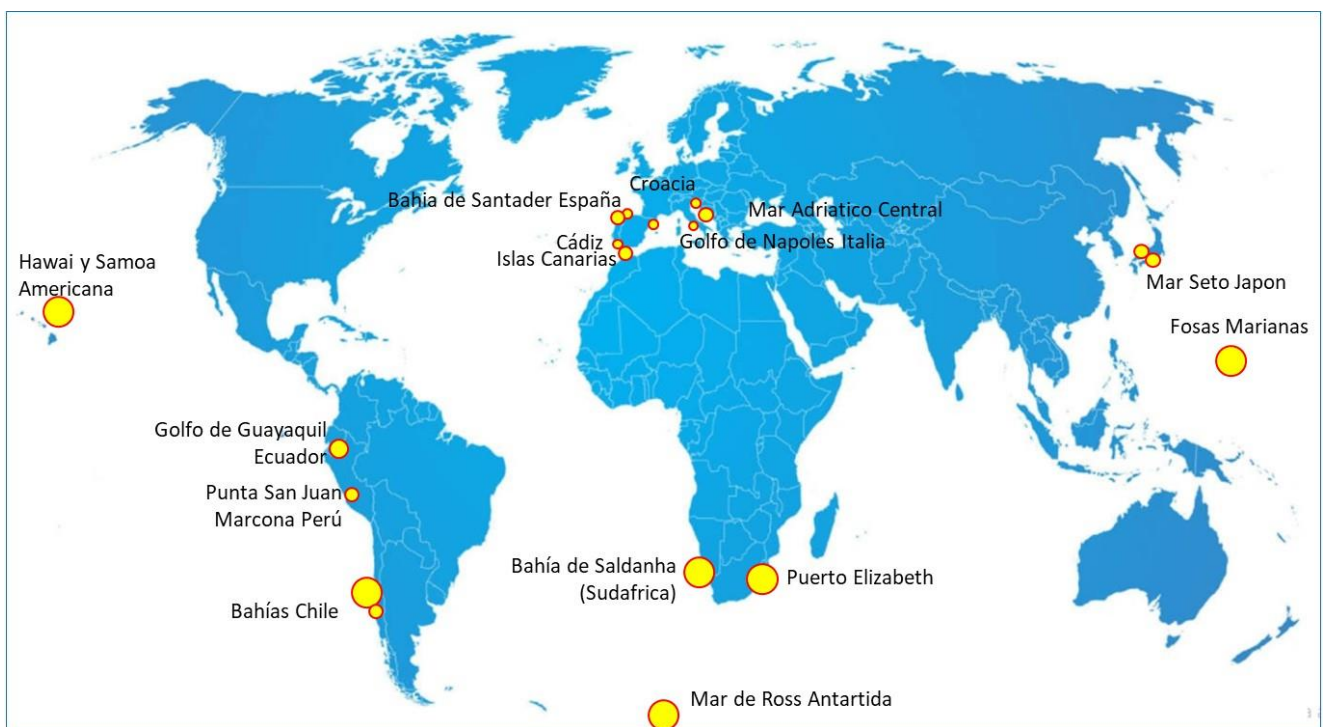 Croacia
Bahia de Santader España
Mar Adriatico Central
Cádiz
Golfo de Napoles Italia
Islas Canarias
Hawai y Samoa
Americana
Mar Seto Japon
Fosas Marianas
Golfo de Guayaquil
Ecuador
Punta San Juan
Marcona Perú
Bahía de Saldanha
(Sudafrica)
Puerto Elizabeth
Bahías Chile
Mar de Ross Antartida